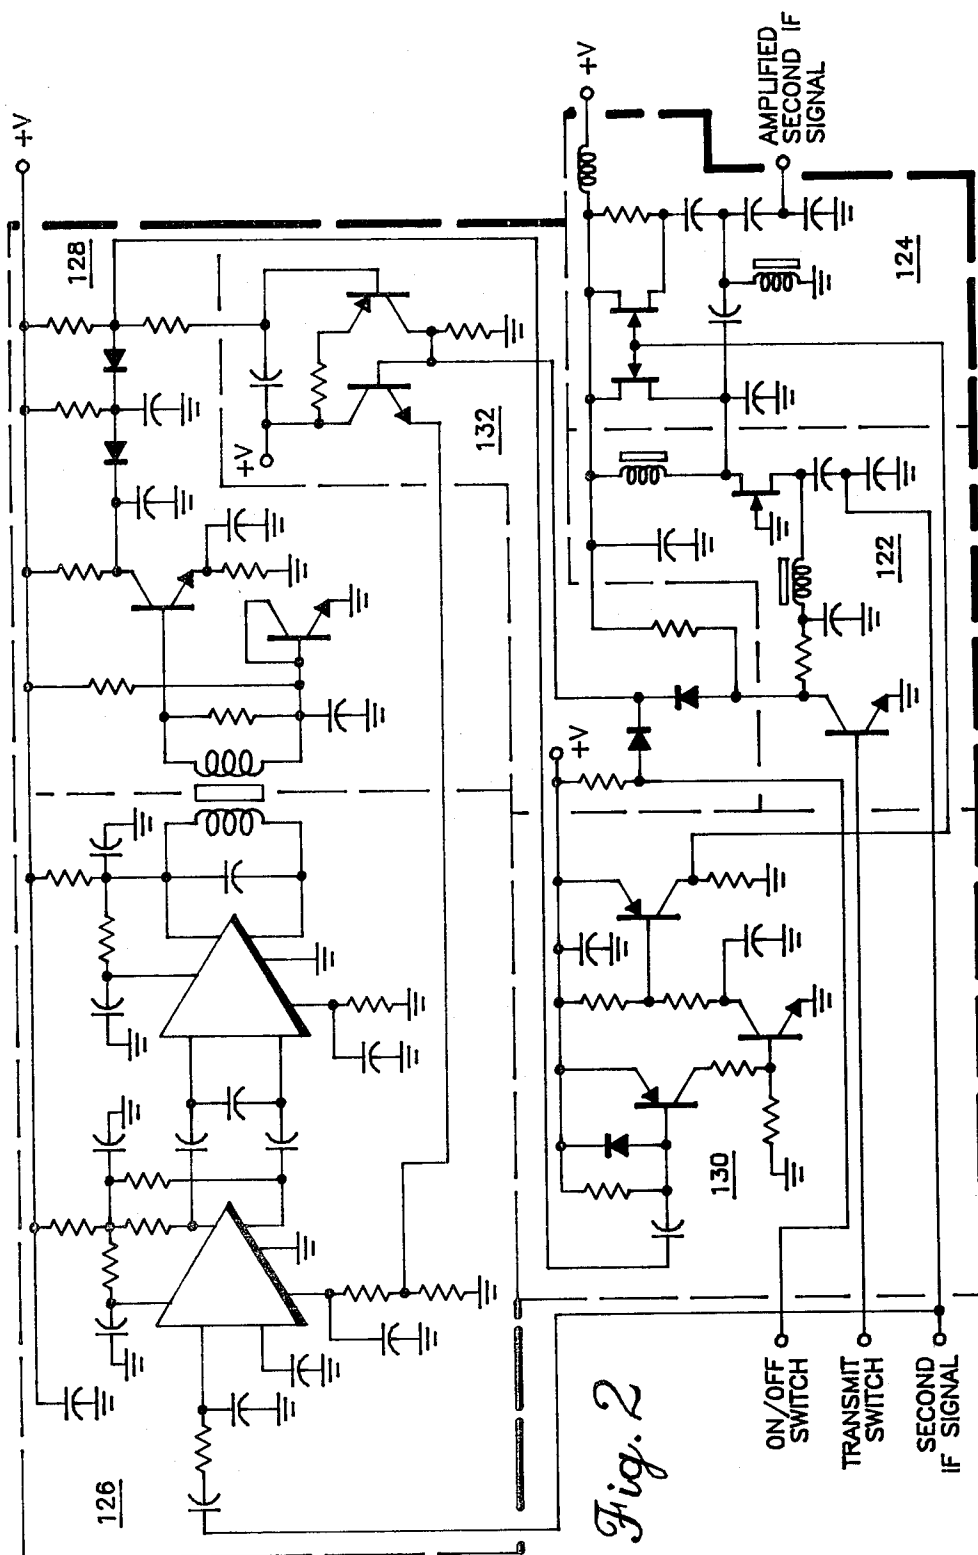 +V
128
132
+V
+V
AMPLIFIED
SECOND IF
SIGNAL
124
122
+V
130
126
Fig. 2
ON/OFF
SWITCH
TRANSMIT
SWITCH
SECOND
IF SIGNAL